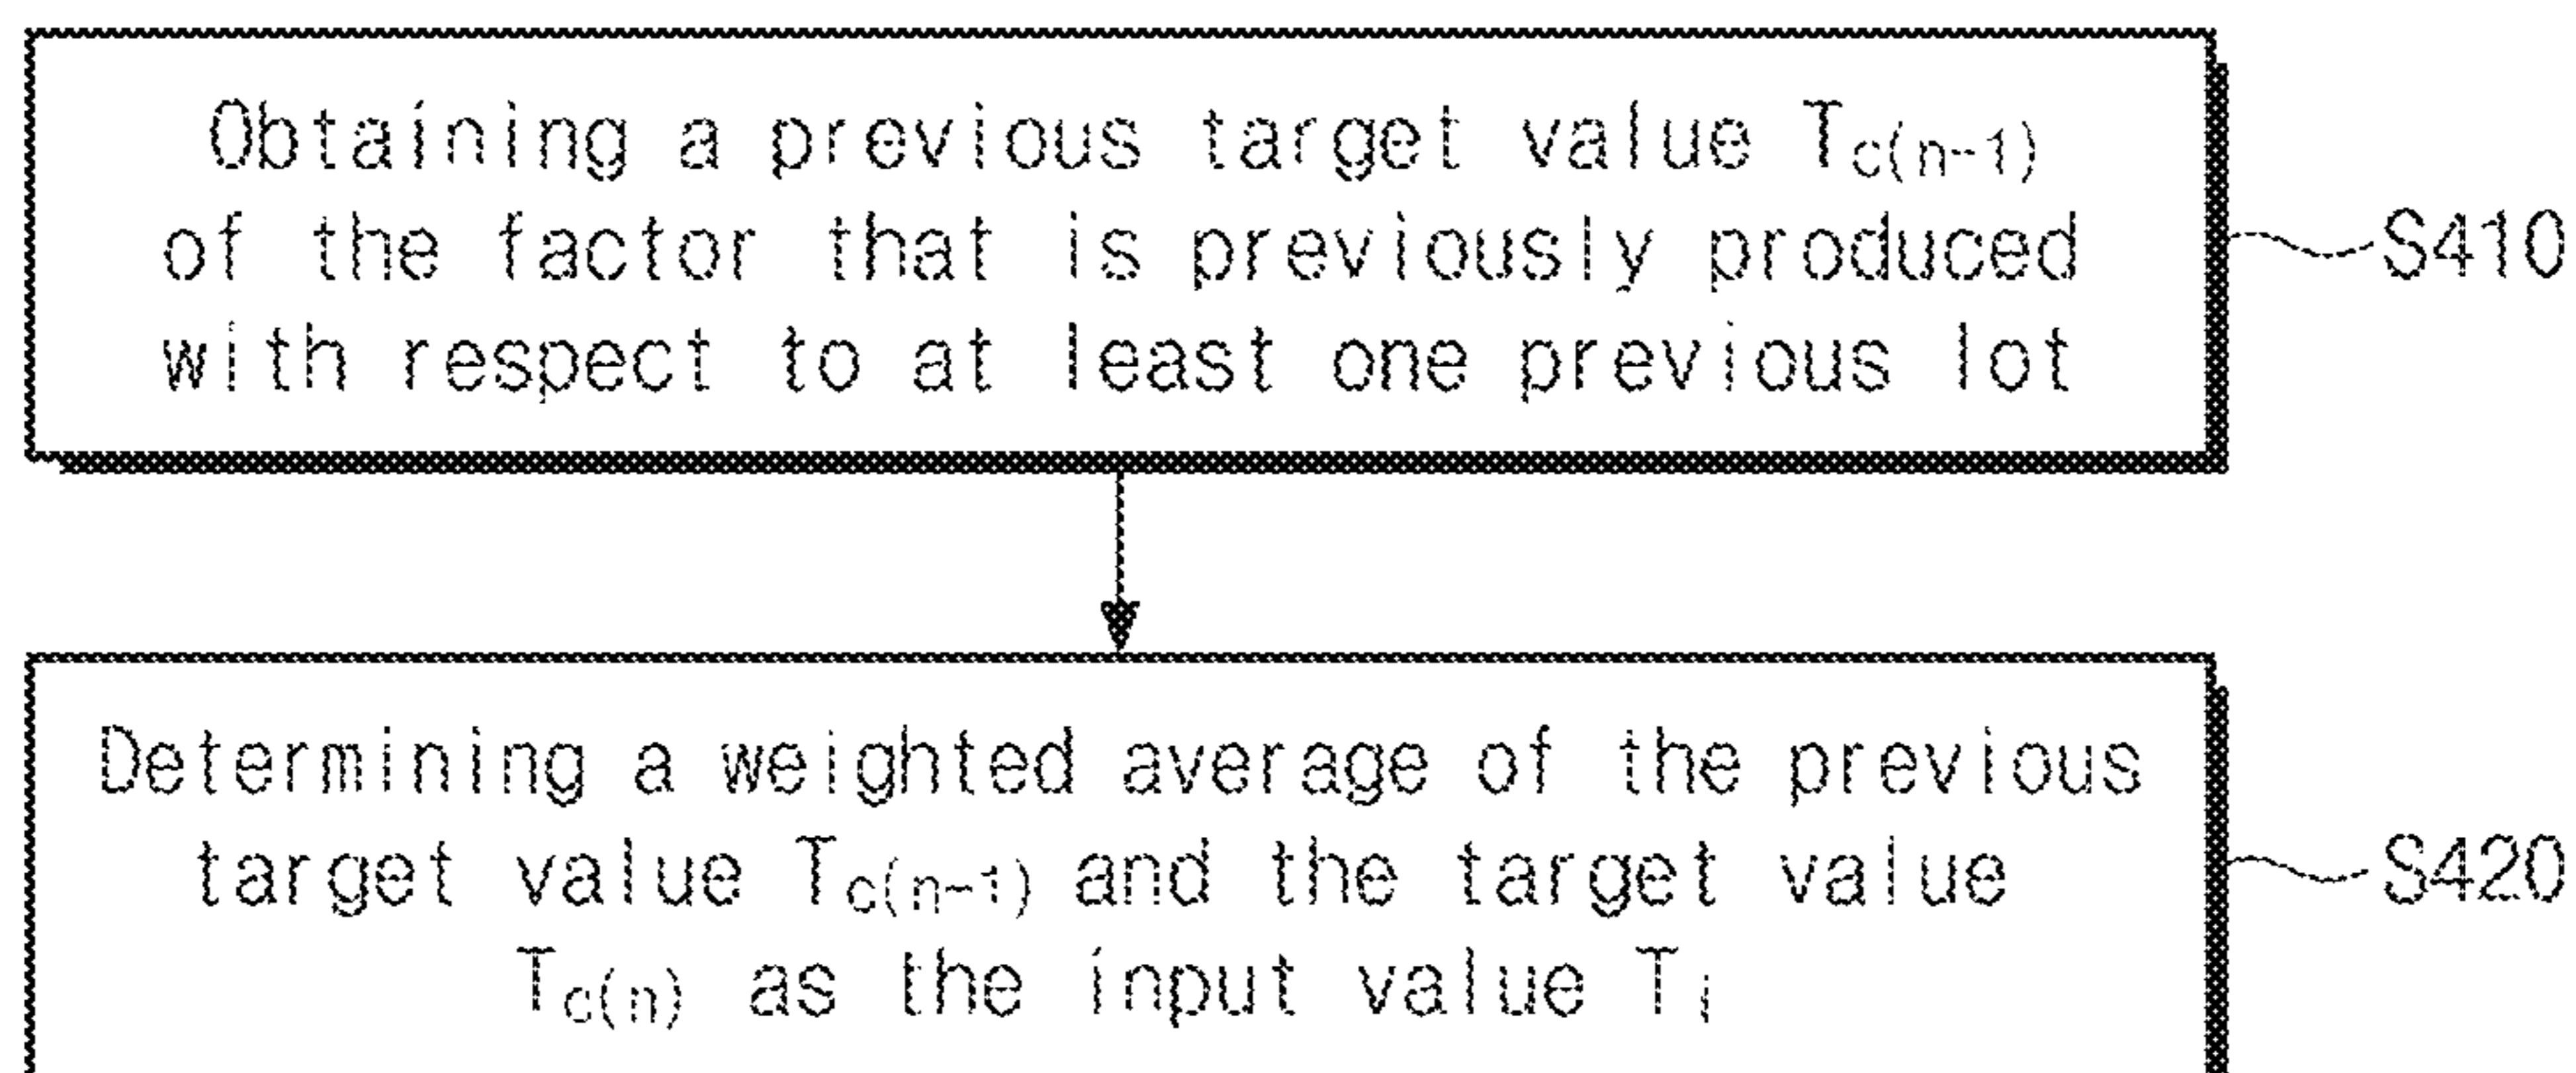 Obtaining a previous target value Tc(n-1)
of the factor that is previously produced
with respect to at least one previous lot
S410
Determining a weighted average of the previous
target value Tc(n-1) and the target value
Tc(n) as the input value Ti
S420